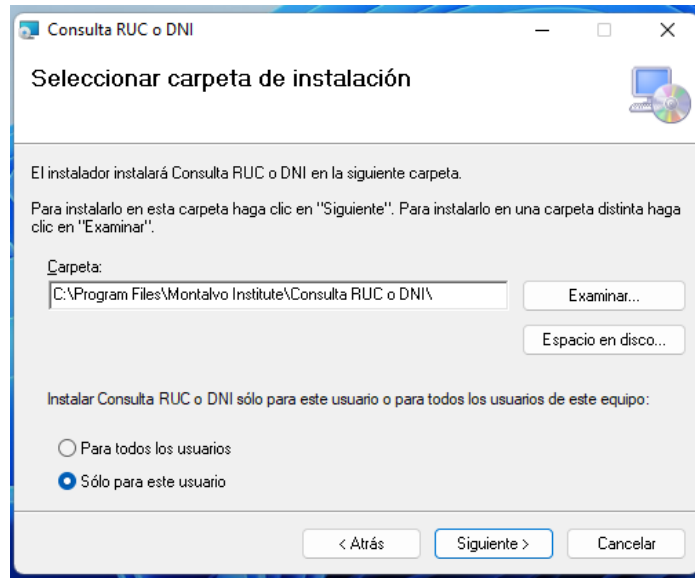 Consulta RUC o DNI
Seleccionar carpeta de instalación
El instalador instalará Consulta RUC o DNI en la siguiente carpeta.
Para instalarlo en esta carpeta haga clic en "Siguiente". Para instalarlo en una carpeta distinta haga
clic en "Examinar".
Carpeta:
C:\Program Files\Montalvo Institute\Consulta RUC o DNI\
Examinar...
Espacio en disco...
Instalar Consulta RUC o DNI sólo para este usuario o para todos los usuarios de este equipo:
Para todos los usuarios
Sólo para este usuario
< Atrás
Siguiente >
Cancelar